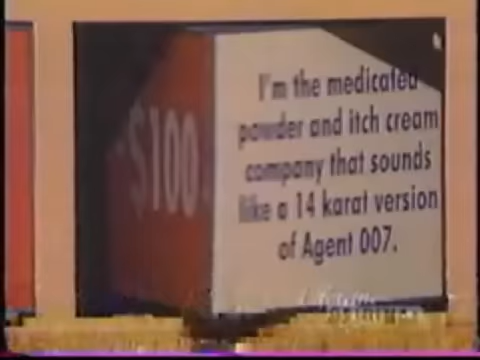 $100
I'm the medicated
powder and itch cream
company that sounds
like a 14 karat version
of Agent 007.